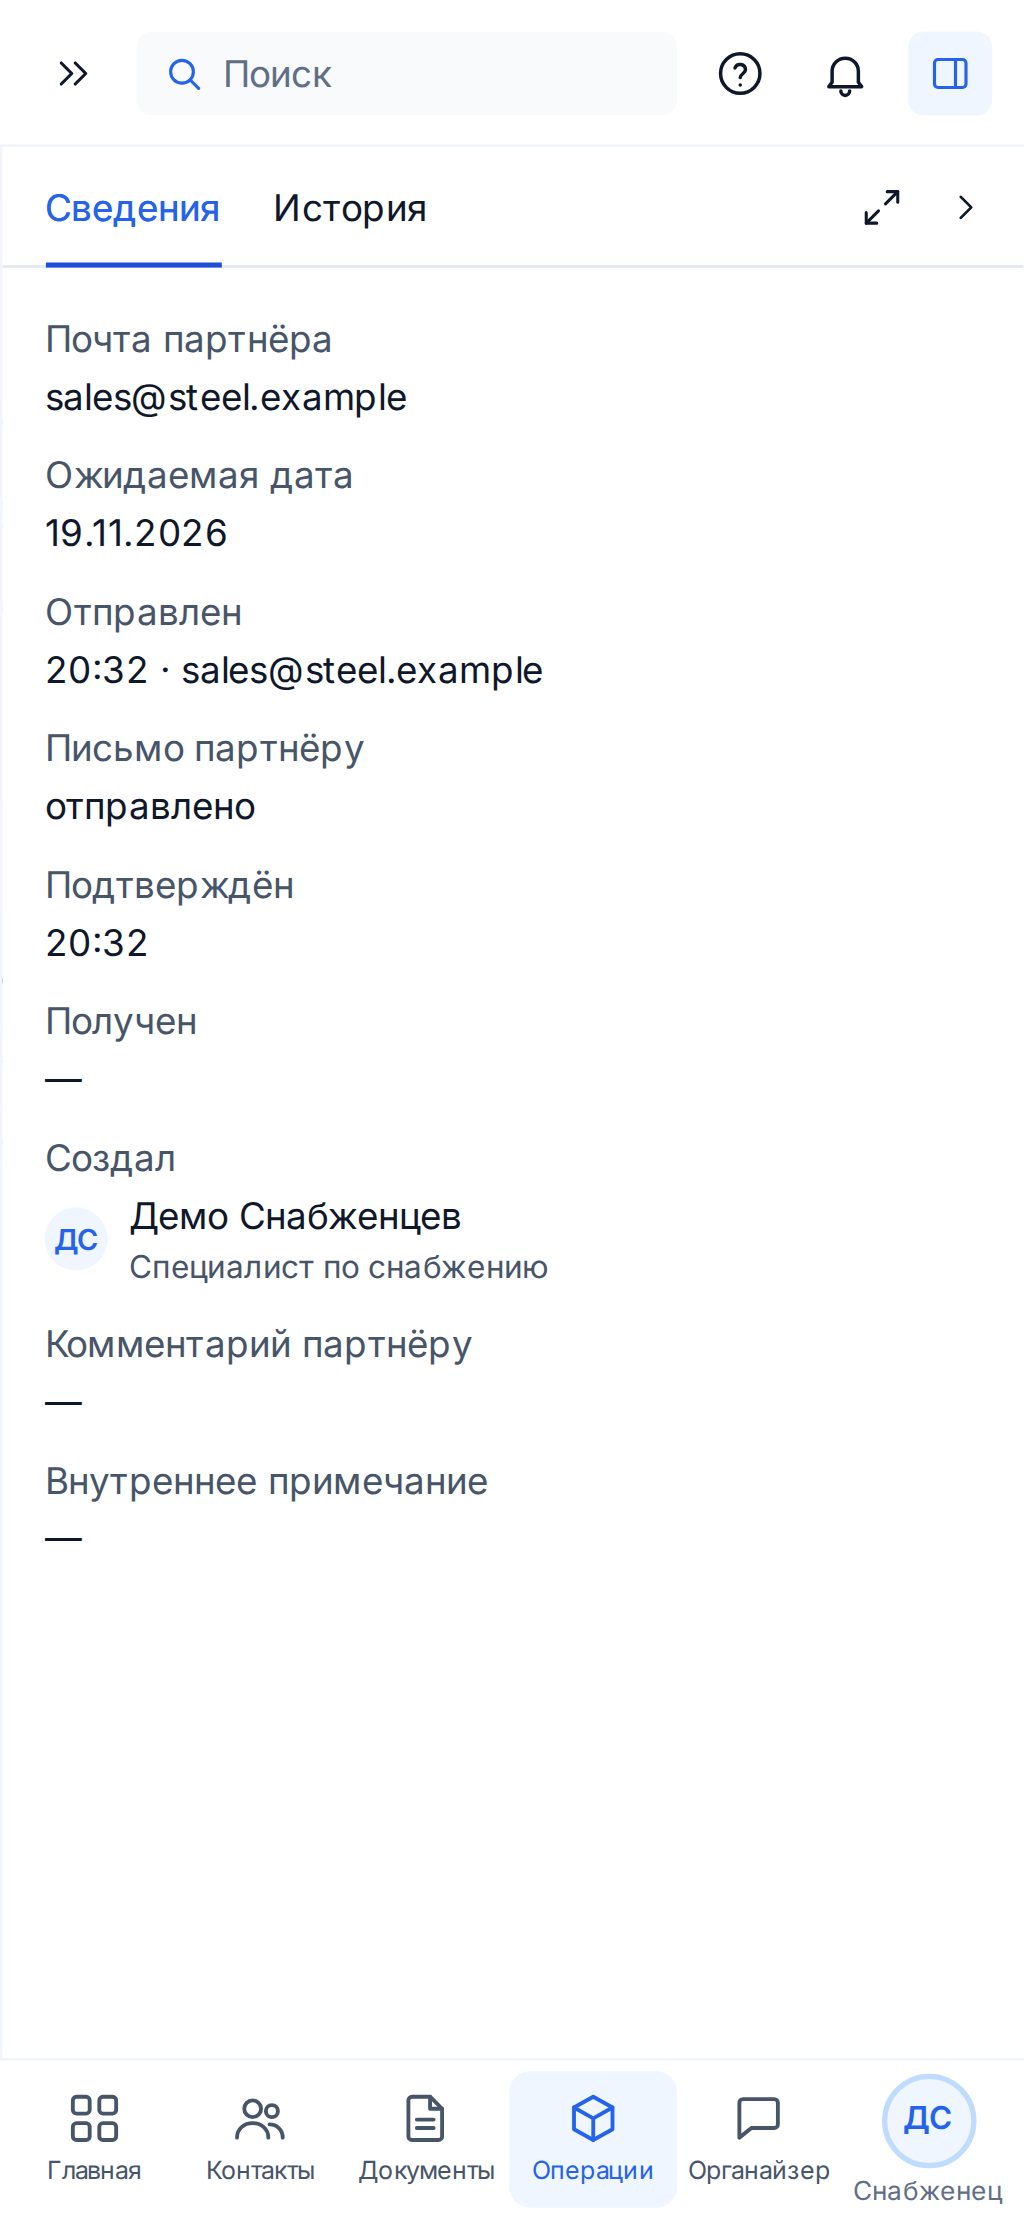 Поиск
Сведения История
Почта партнёра
sales@steel.example
Ожидаемая дата
19.11.2026
Отправлен
20:32 · sales@steel.example
Письмо партнёру
отправлено
Подтверждён
20:32
Получен
—
Создал
ДС Демо Снабженцев
Специалист по снабжению
Комментарий партнёру
—
Внутреннее примечание
—
ДС
Главная Контакты Документы Операции Органайзер Снабженец